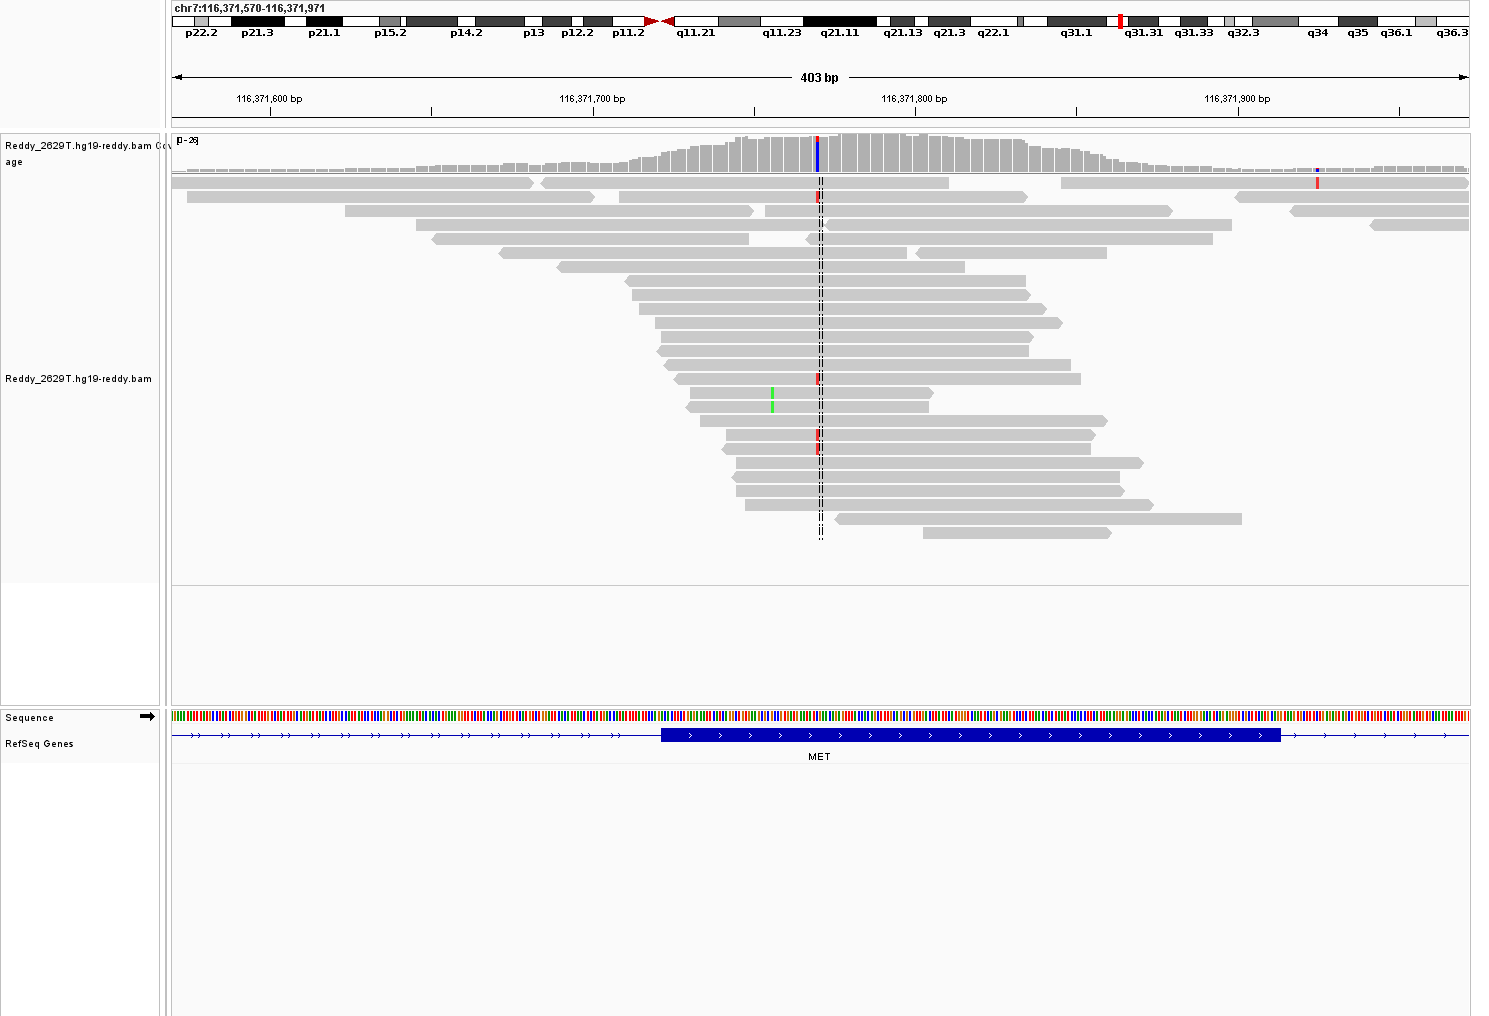 chr7:116,371,570-116,371,971
p22.2 p21.3 p21.1 p15.2 p14.2 p13 p12.2 p11.2 q11.21 q11.23 q21.11 q21.13 q21.3 q22.1 q31.1 q31.31 q31.33 q32.3 q34 q35 q36.1 q36.3
403 bp
116,371,600 bp 116,371,700 bp 116,371,800 bp 116,371,900 bp
Reddy_2629T.hg19-reddy.bam Cov
age
[0-26]
Reddy_2629T.hg19-reddy.bam
Sequence
RefSeq Genes
MET